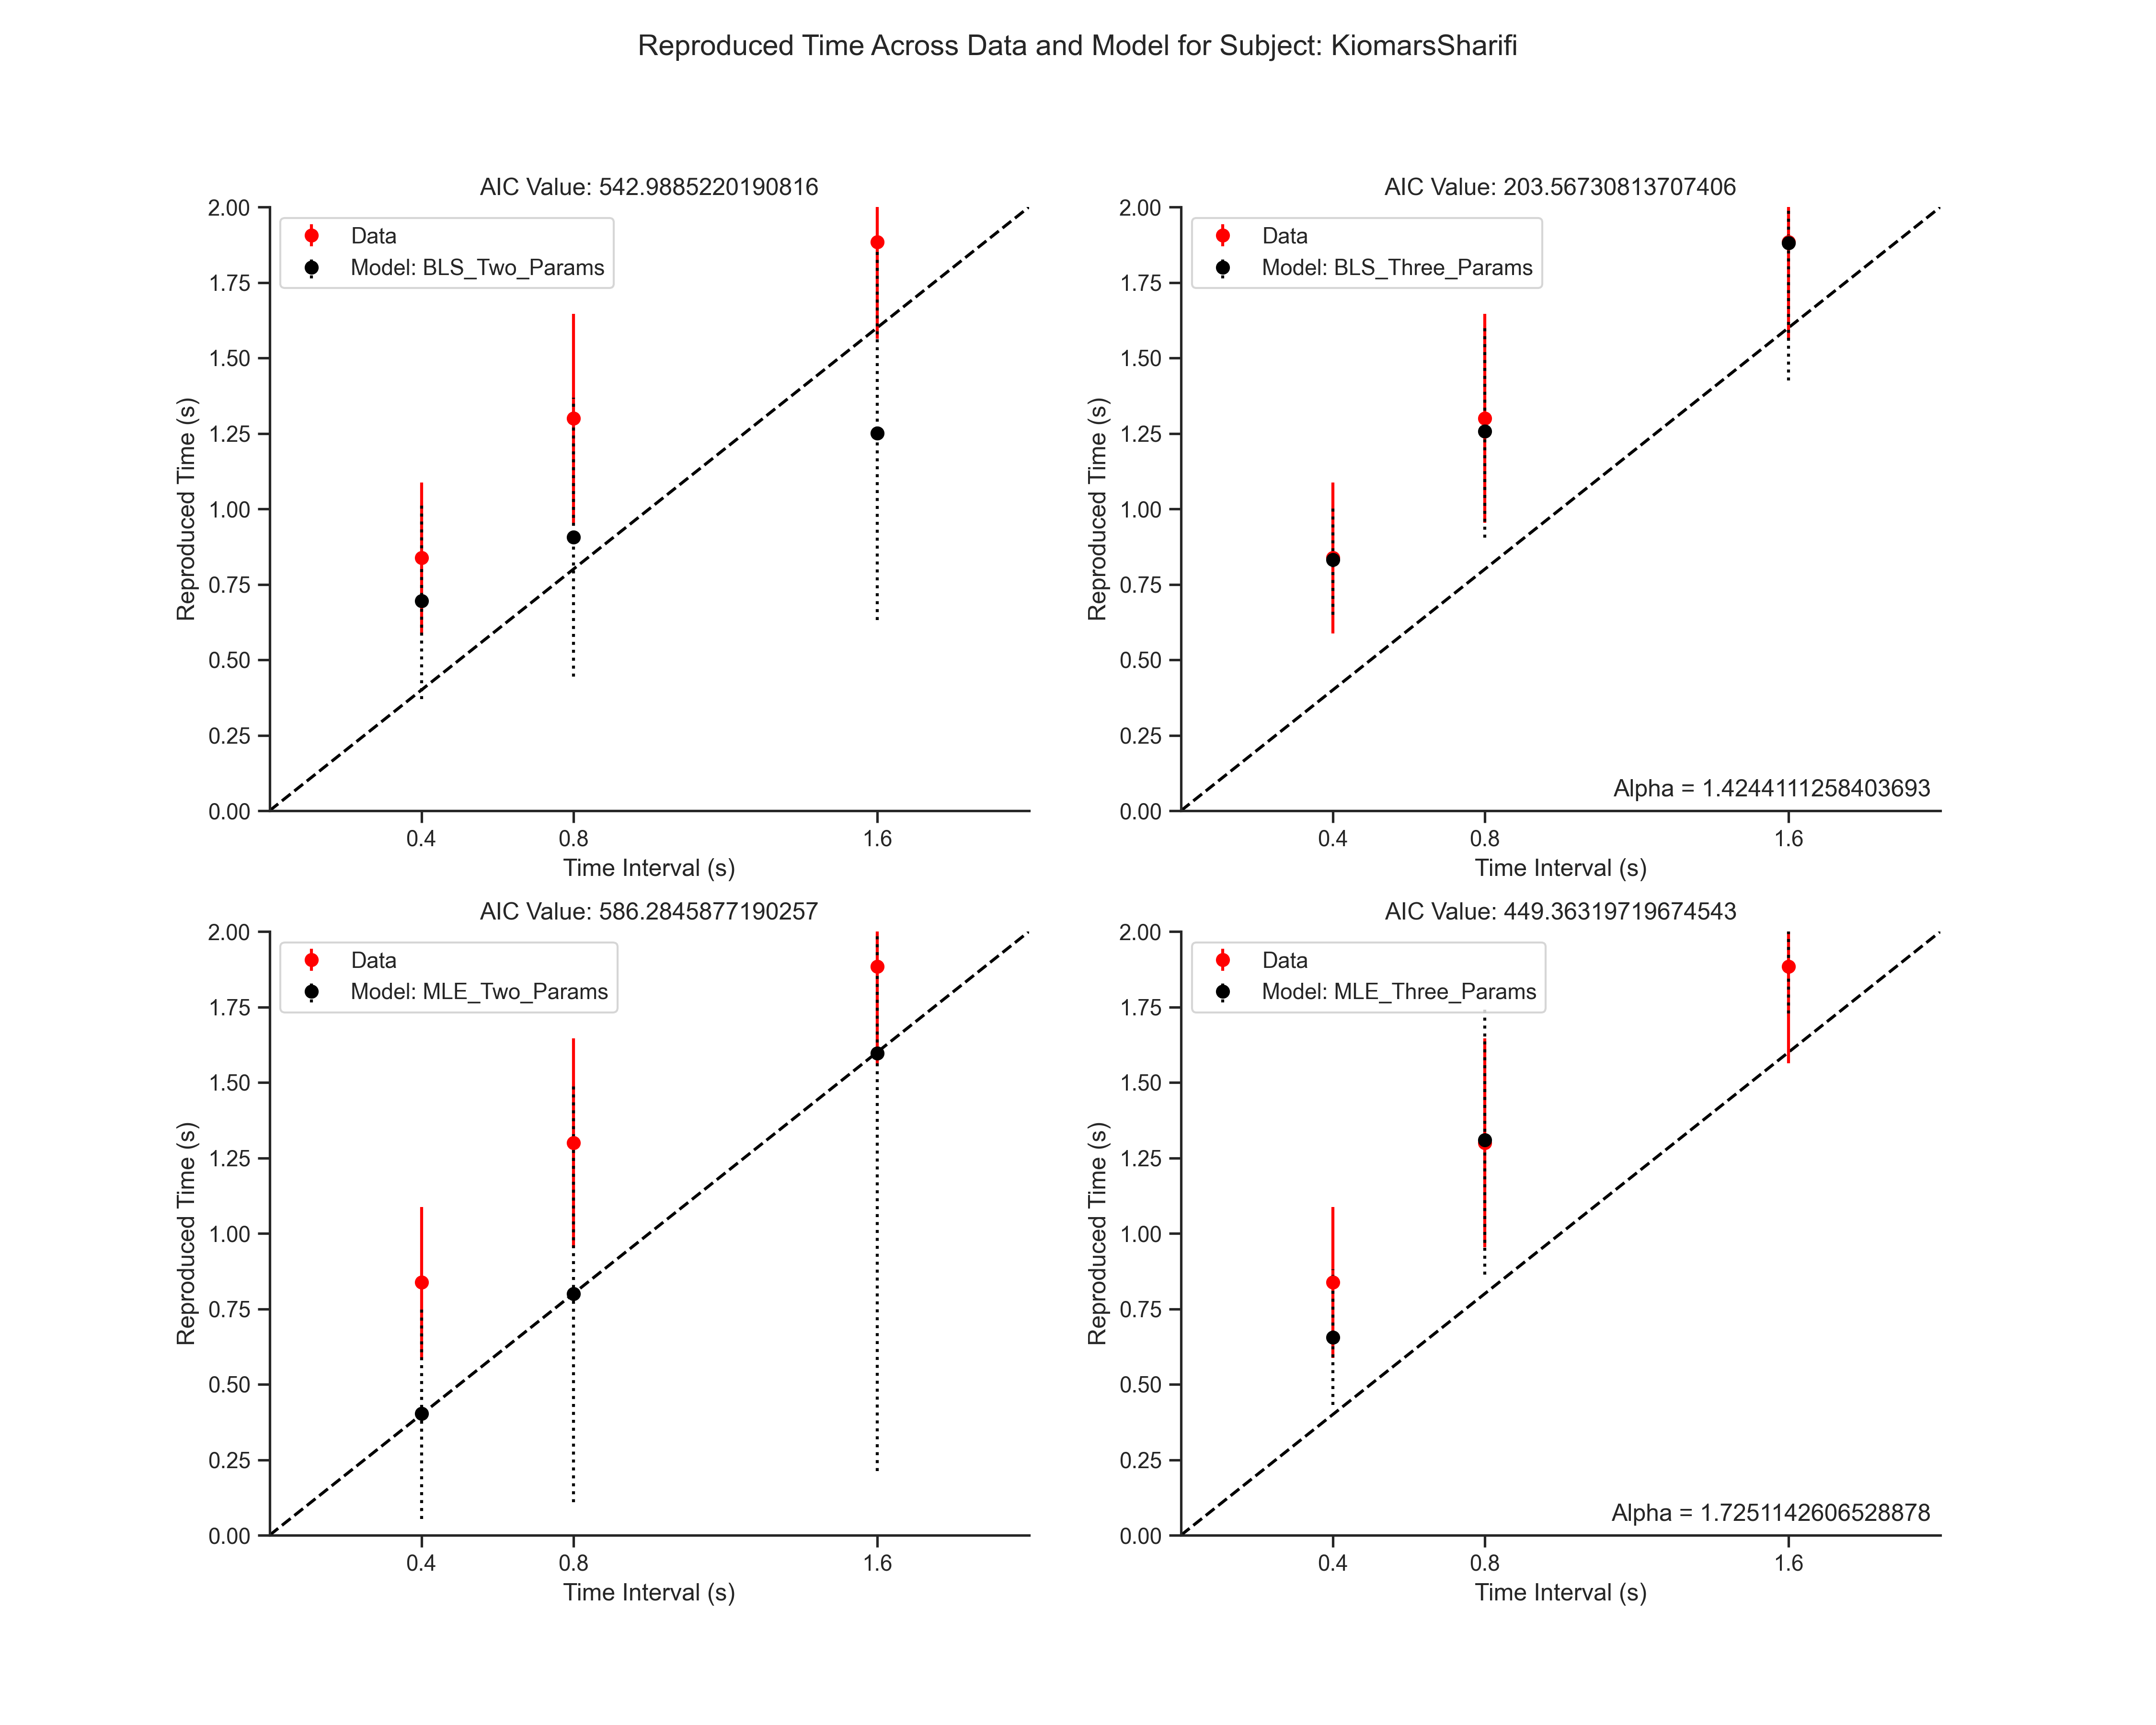 Reproduced Time Across Data and Model for Subject: KiomarsSharifi
AIC Value: 542.9885220190816
2.00
1.75
1.50
1.25
1.00
0.75
0.50
0.25
0.00
Reproduced Time (s)
Data
Model: BLS_Two_Params
0.4
0.8
1.6
Time Interval (s)
AIC Value: 203.56730813707406
2.00
1.75
1.50
1.25
1.00
0.75
0.50
0.25
0.00
Reproduced Time (s)
Data
Model: BLS_Three_Params
Alpha = 1.4244111258403693
0.4
0.8
1.6
Time Interval (s)
AIC Value: 586.2845877190257
2.00
1.75
1.50
1.25
1.00
0.75
0.50
0.25
0.00
Reproduced Time (s)
Data
Model: MLE_Two_Params
0.4
0.8
1.6
Time Interval (s)
AIC Value: 449.36319719674543
2.00
1.75
1.50
1.25
1.00
0.75
0.50
0.25
0.00
Reproduced Time (s)
Data
Model: MLE_Three_Params
Alpha = 1.7251142606528878
0.4
0.8
1.6
Time Interval (s)